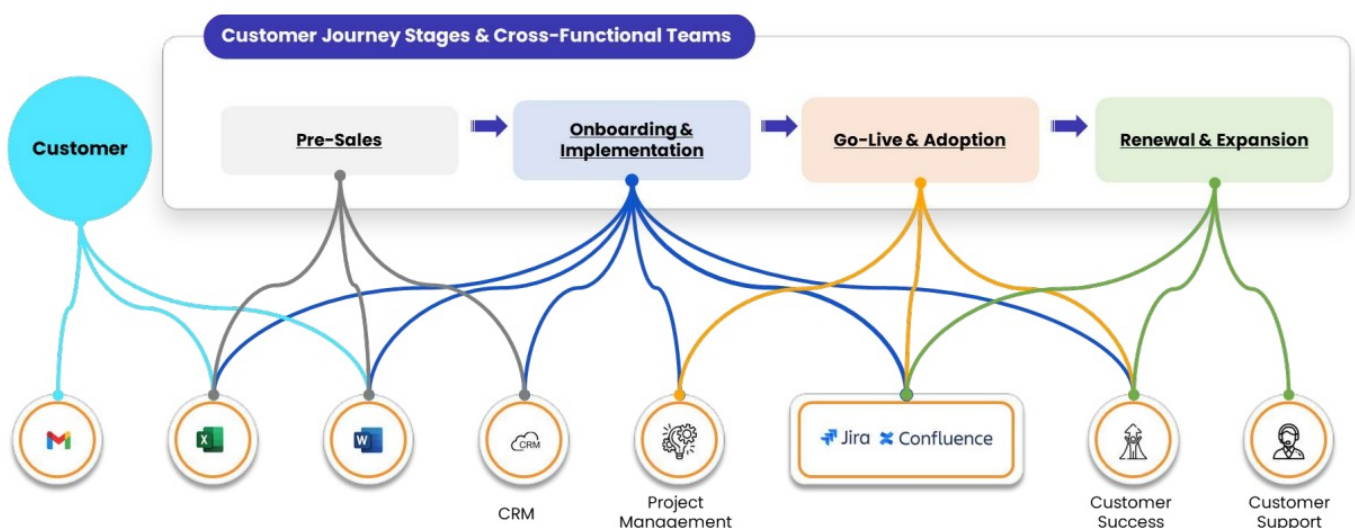 Customer Journey Stages & Cross-Functional Teams
Customer
Pre-Sales
Onboarding &
Implementation
Go-Live & Adoption
Renewal & Expansion
X
W
CRM
Jira
Confluence
CRM
Project
Management
Customer
Success
Customer
Support